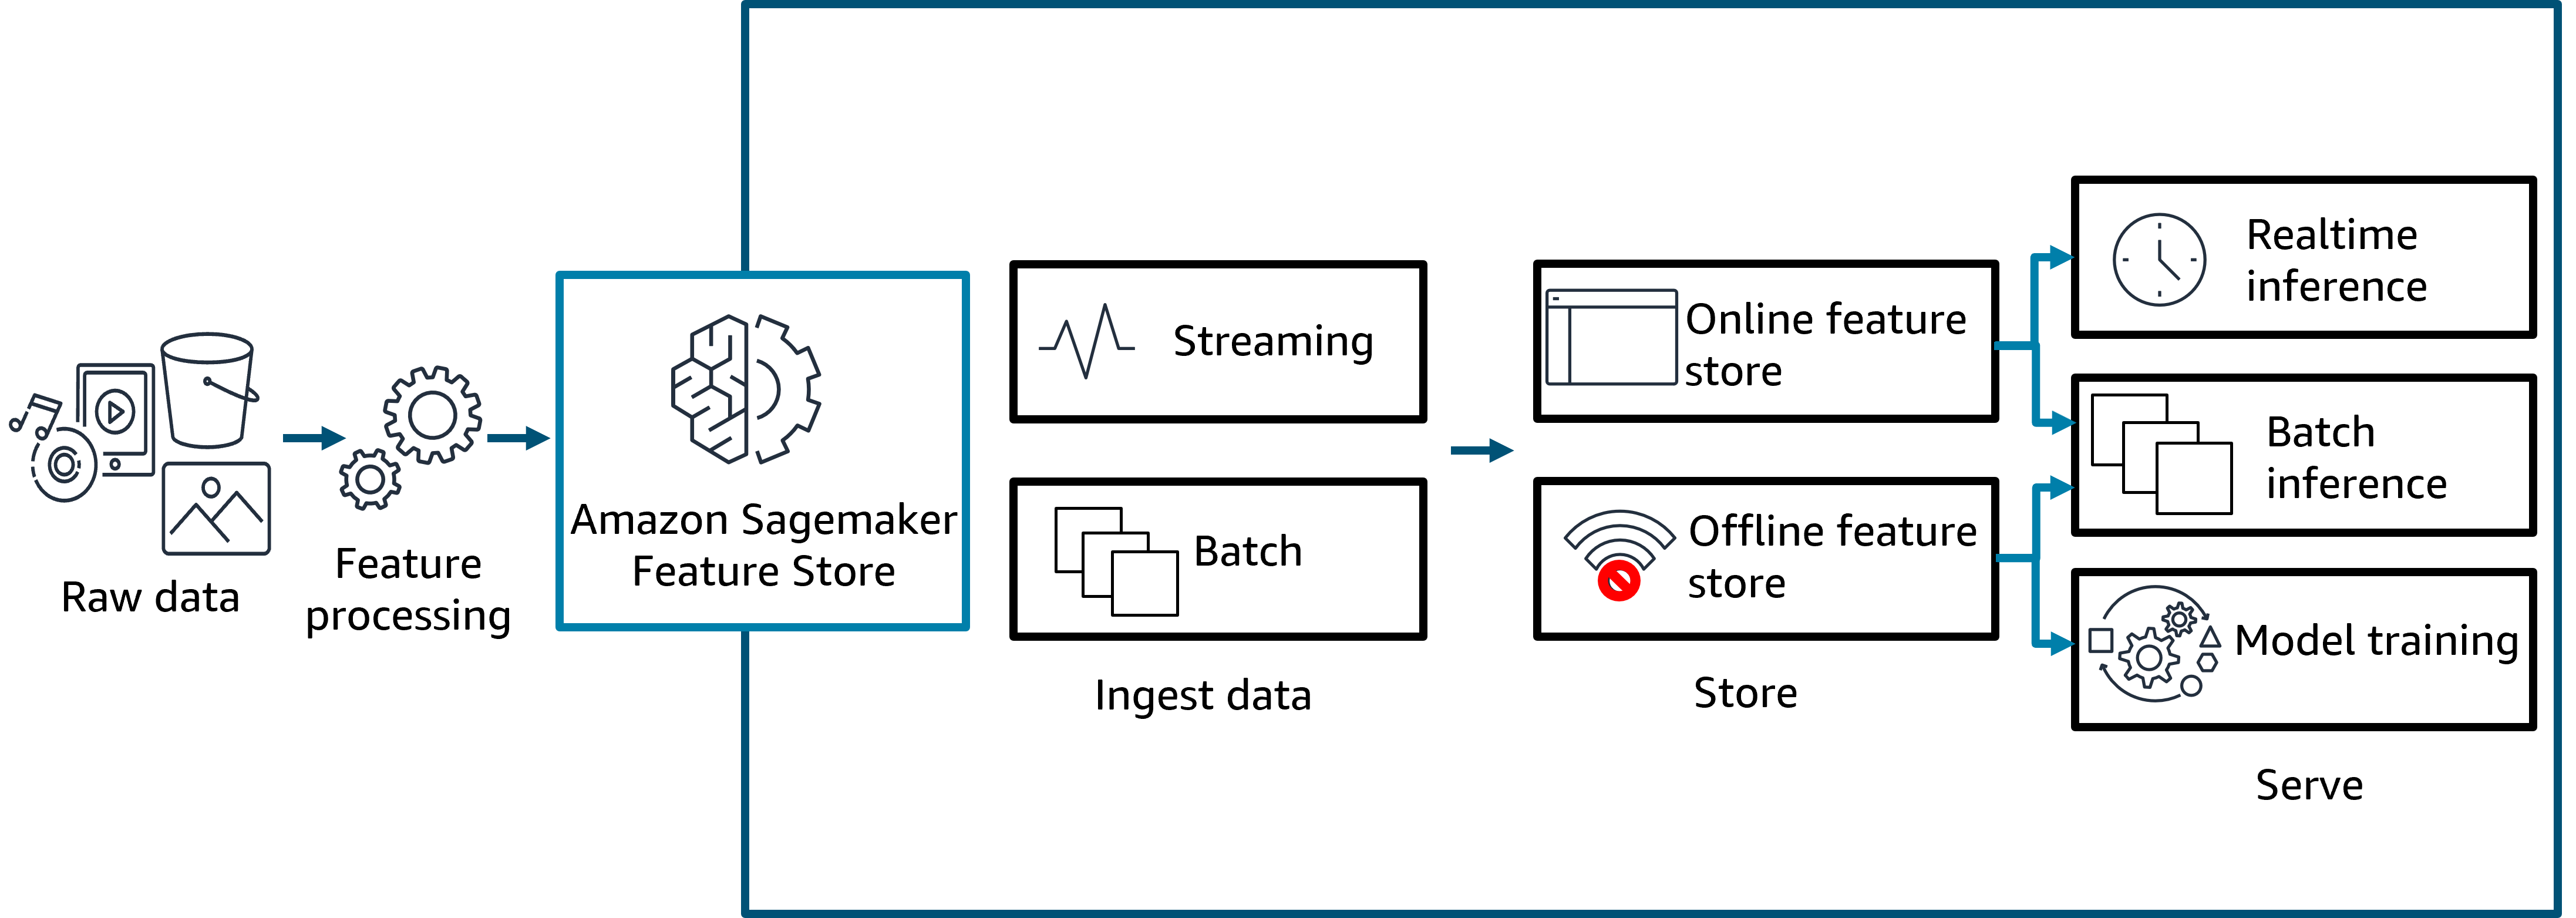 Raw data
Feature
processing
Amazon Sagemaker
Feature Store
Streaming
Batch
Ingest data
Online feature
store
Offline feature
store
Store
Realtime
inference
Batch
inference
Model training
Serve